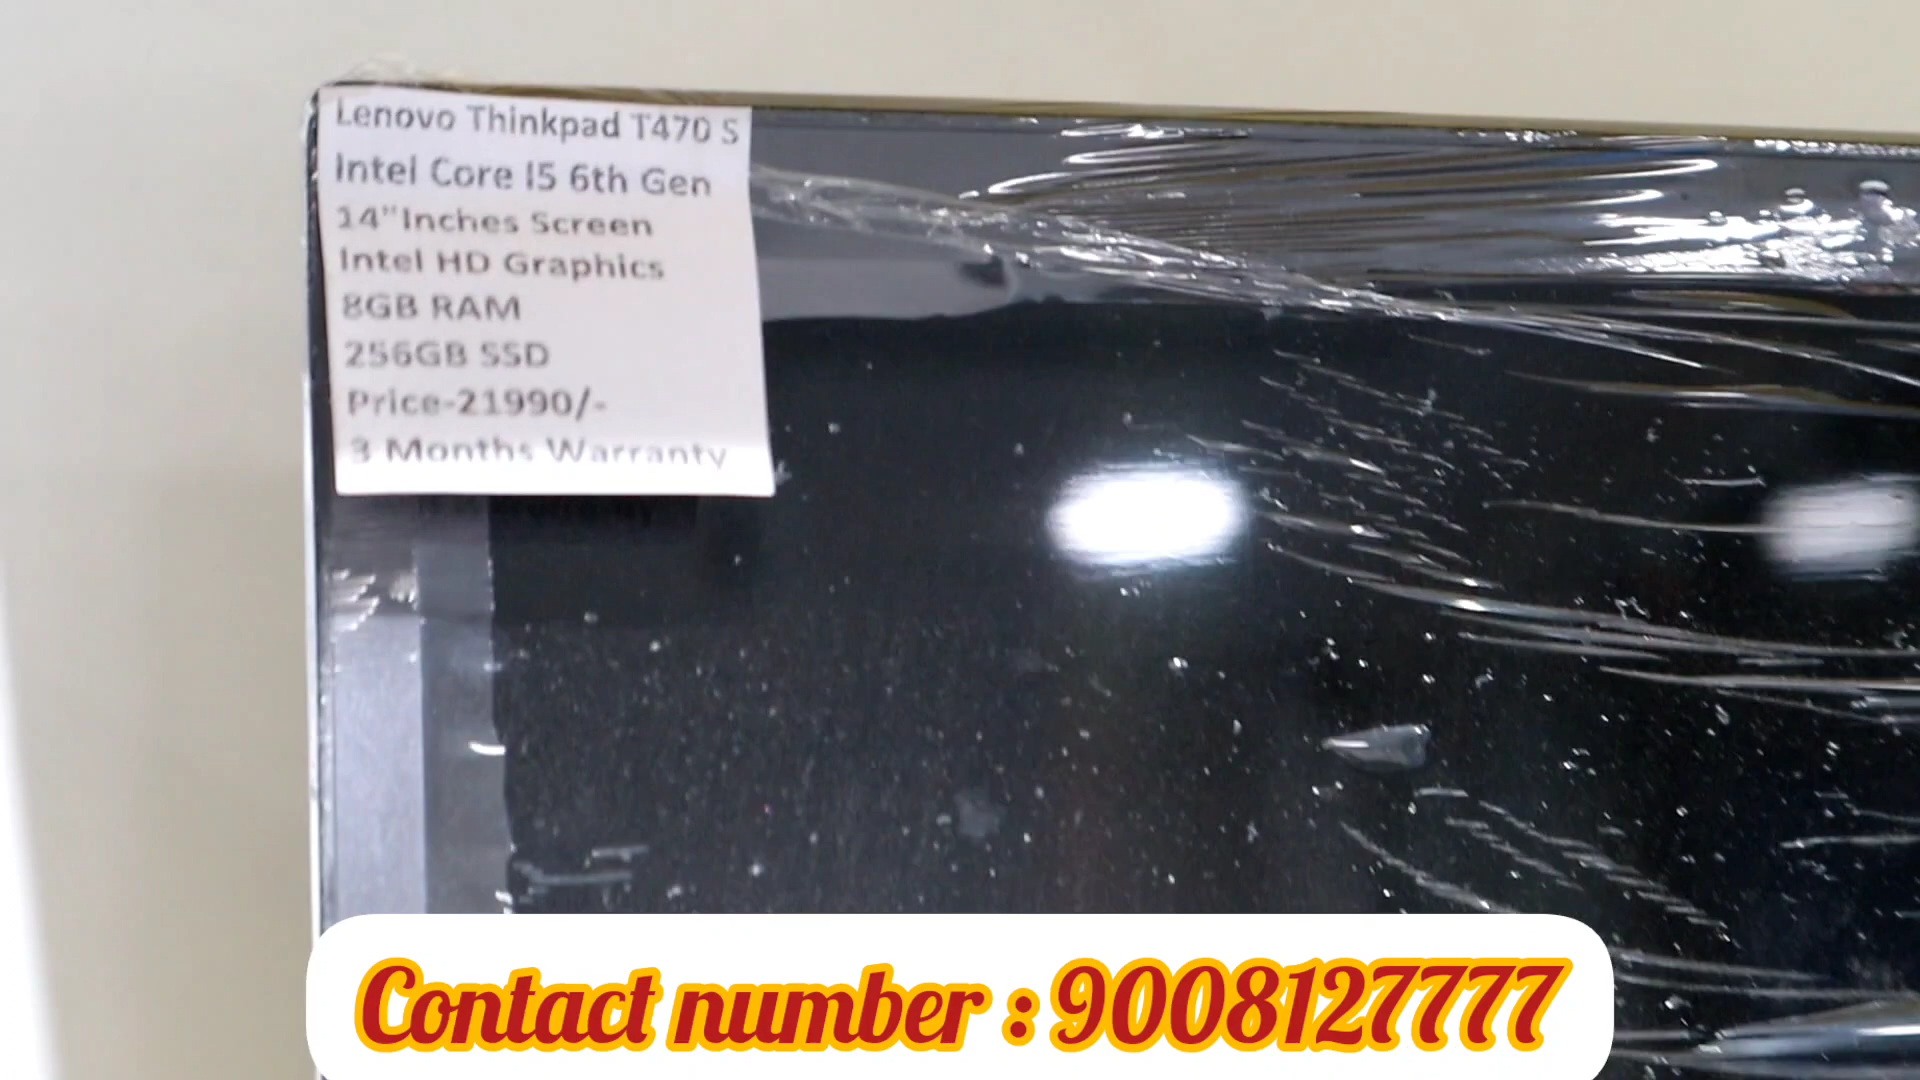 Lenovo Thinkpad T470 S
Intel Core I5 6th Gen
14"Inches Screen
Intel HD Graphics
8GB RAM
256GB SSD
Price-21990/-
3 Months Warranty
Contact number : 9008127777